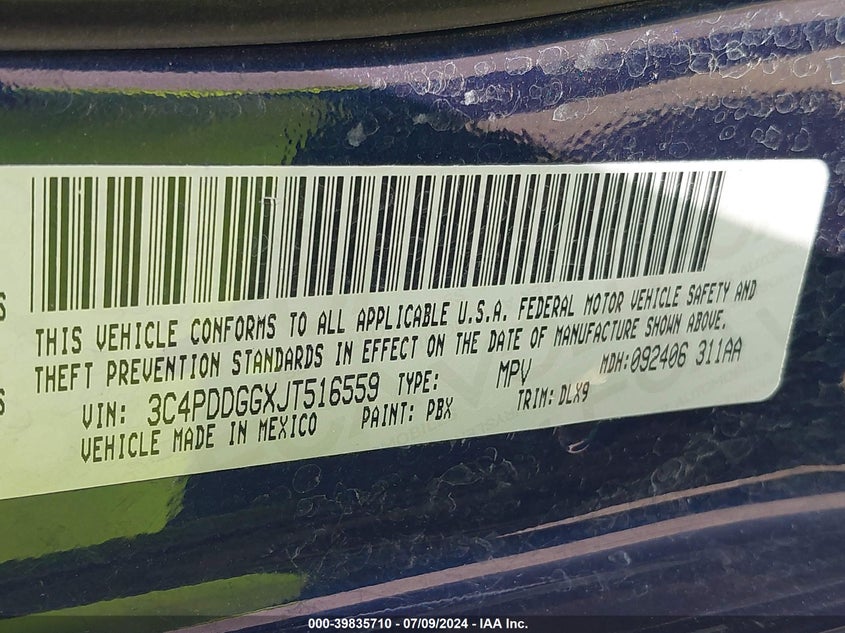 THIS VEHICLE CONFORMS TO ALL APPLICABLE U.S.A. FEDERAL MOTOR VEHICLE SAFETY AND
THEFT PREVENTION STANDARDS IN EFFECT ON THE DATE OF MANUFACTURE SHOWN ABOVE.
VIN: 3C4PDDGGXJT516559 TYPE: MPV MDH:092406 311AA
VEHICLE MADE IN MEXICO PAINT: PBX TRIM: DLX9
000-39835710 / 07/09/2024 - IAA Inc.